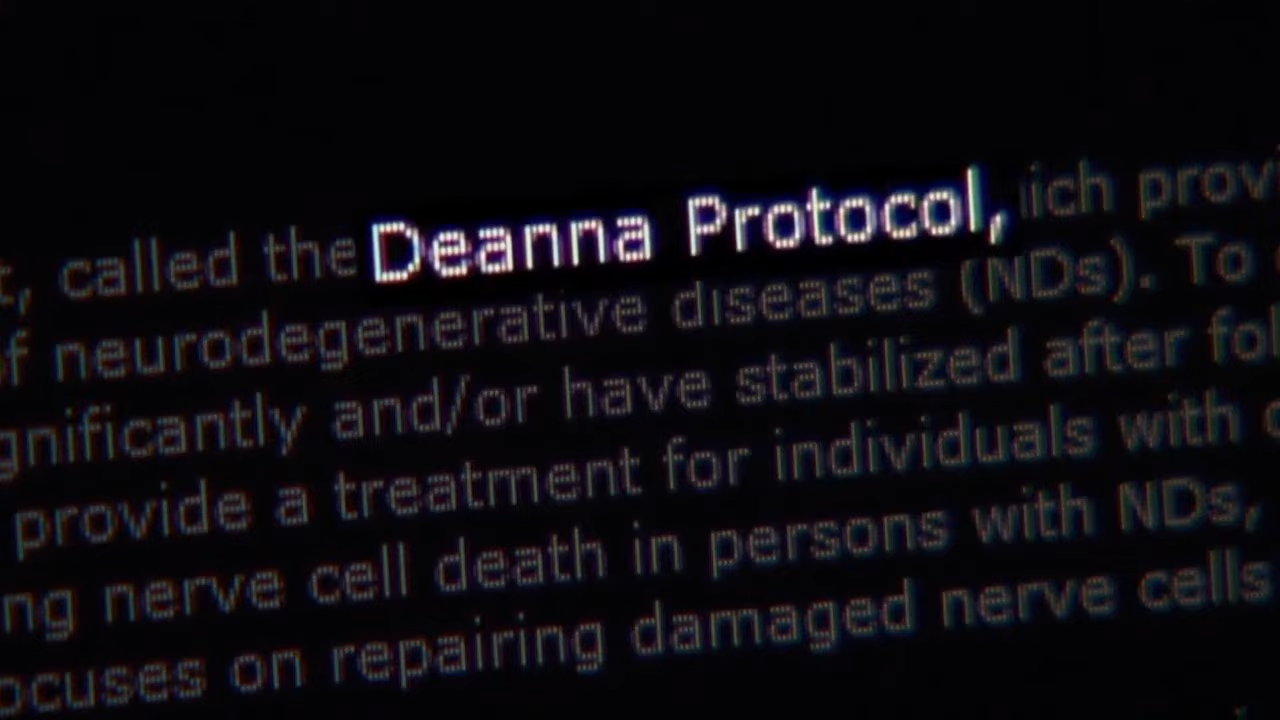 t, called the Deanna Protocol, ich provi
of neurodegenerative diseases (NDs). To
gnificantly and/or have stabilized after fol
provide a treatment for individuals with
ng nerve cell death in persons with NDs,
ocuses on repairing damaged nerve cells